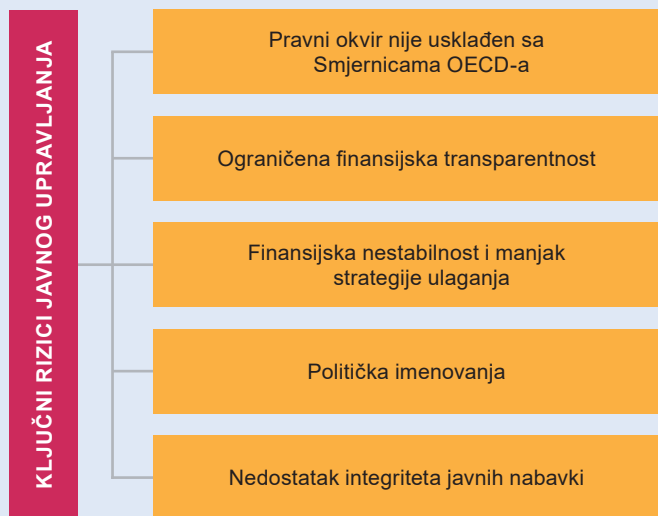 KLJUČNI RIZICI JAVNOG UPRAVLJANJA
Pravni okvir nije usklađen sa
Smjernicama OECD-a
Ograničena finansijska transparentnost
Finansijska nestabilnost i manjak
strategije ulaganja
Politička imenovanja
Nedostatak integriteta javnih nabavki